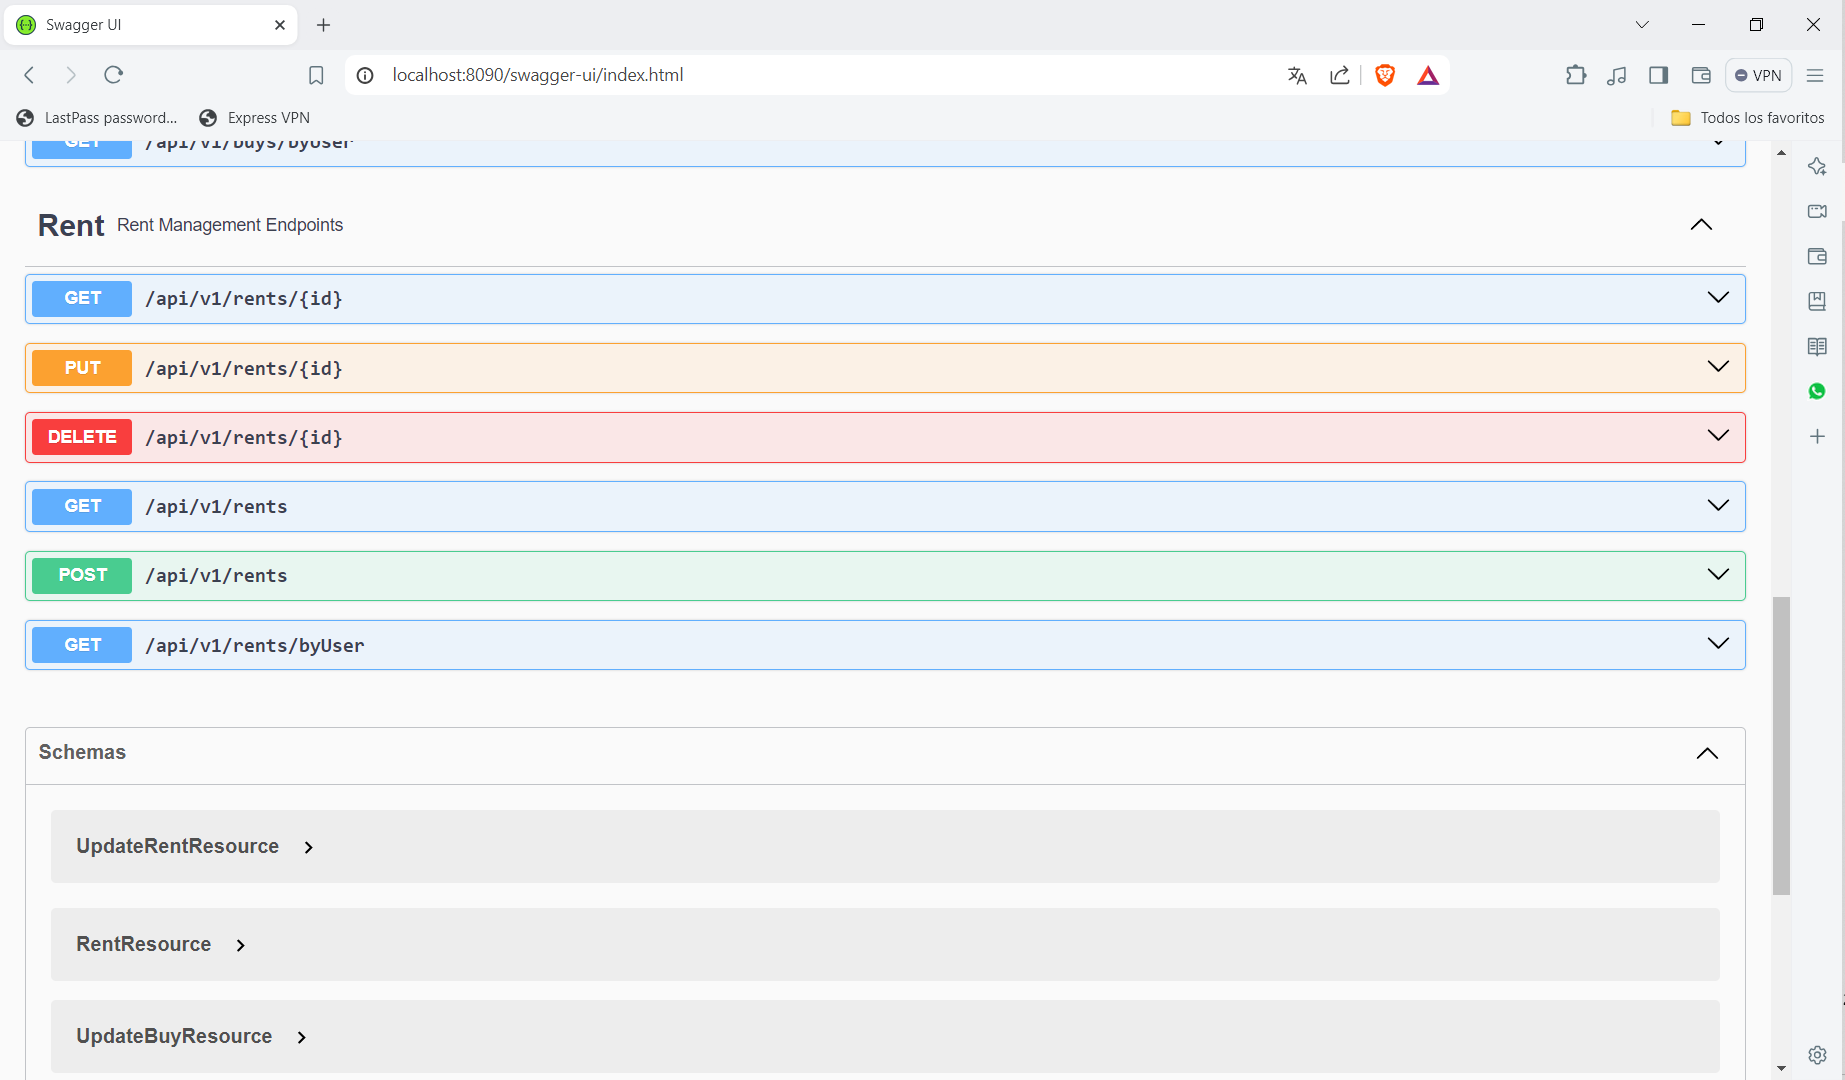 Swagger UI
localhost:8090/swagger-ui/index.html
VPN
LastPass password...
Express VPN
Todos los favoritos
GET /api/v1/buys/byUser
Rent Rent Management Endpoints
GET /api/v1/rents/{id}
PUT /api/v1/rents/{id}
DELETE /api/v1/rents/{id}
GET /api/v1/rents
POST /api/v1/rents
GET /api/v1/rents/byUser
Schemas
UpdateRentResource
RentResource
UpdateBuyResource